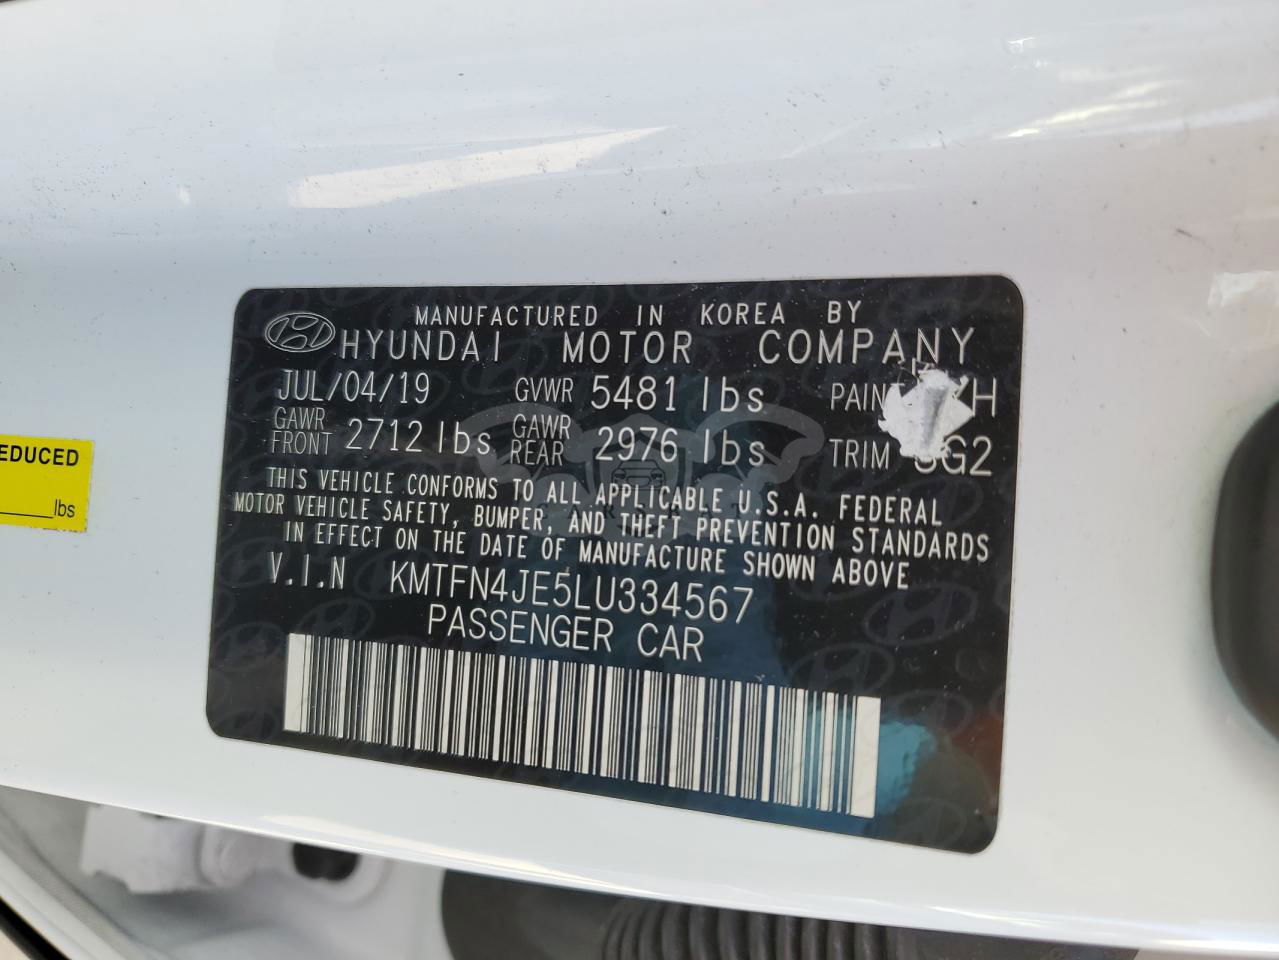 MANUFACTURED IN KOREA BY
HYUNDAI MOTOR COMPANY
JUL/04/19 GVWR 5481 lbs PAINT
GAWR FRONT 2712 lbs GAWR REAR 2976 lbs TRIM
THIS VEHICLE CONFORMS TO ALL APPLICABLE U.S.A. FEDERAL
MOTOR VEHICLE SAFETY, BUMPER, AND THEFT PREVENTION STANDARDS
IN EFFECT ON THE DATE OF MANUFACTURE SHOWN ABOVE
V.I.N KMTFN4JE5LU334567
PASSENGER CAR
EDUCED
lbs